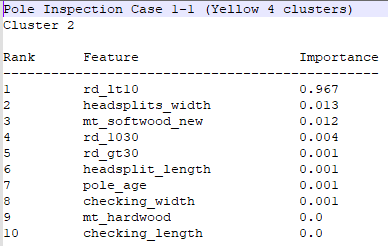 Pole Inspection Case 1-1 (Yellow 4 clusters)
Cluster 2
Rank Feature Importance
------------------------------------------------
1 rd_lt10 0.967
2 headsplits_width 0.013
3 mt_softwood_new 0.012
4 rd_1030 0.004
5 rd_gt30 0.001
6 headsplit_length 0.001
7 pole_age 0.001
8 checking_width 0.001
9 mt_hardwood 0.0
10 checking_length 0.0